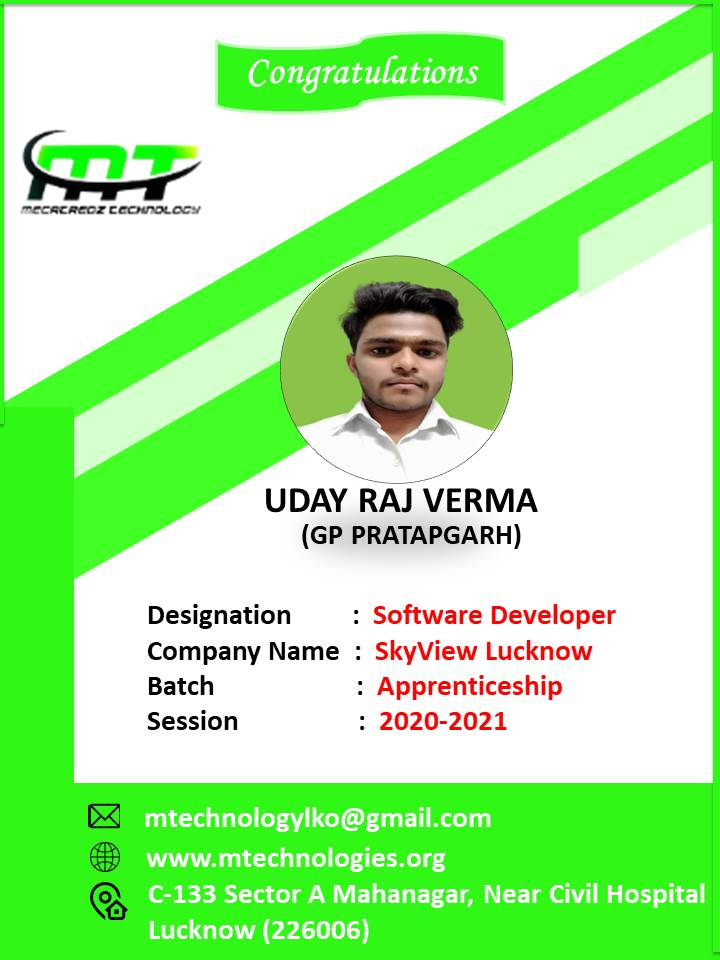 Congratulations
MT
MECACREDZ TECHNOLOGY
UDAY RAJ VERMA
(GP PRATAPGARH)
Designation : Software Developer
Company Name : SkyView Lucknow
Batch : Apprenticeship
Session : 2020-2021
mtechnologylko@gmail.com
www.mtechnologies.org
C-133 Sector A Mahanagar, Near Civil Hospital
Lucknow (226006)